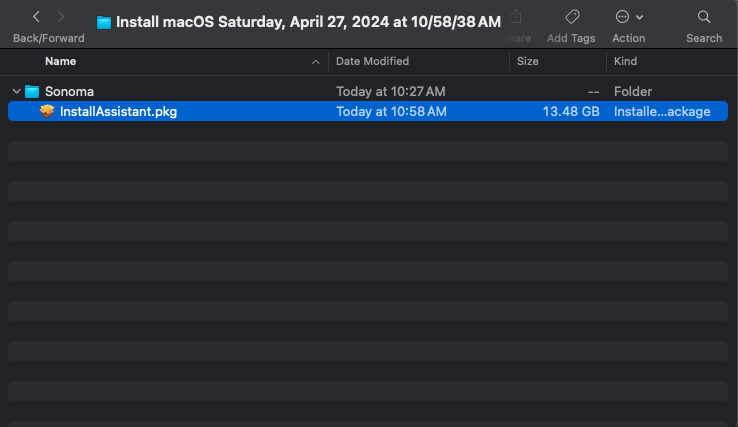 Install macOS Saturday, April 27, 2024 at 10/58/38 AM
Back/Forward hare Add Tags Action Search
Name Date Modified Size Kind
Sonoma Today at 10:27 AM -- Folder
InstallAssistant.pkg Today at 10:58 AM 13.48 GB Installe...ackage